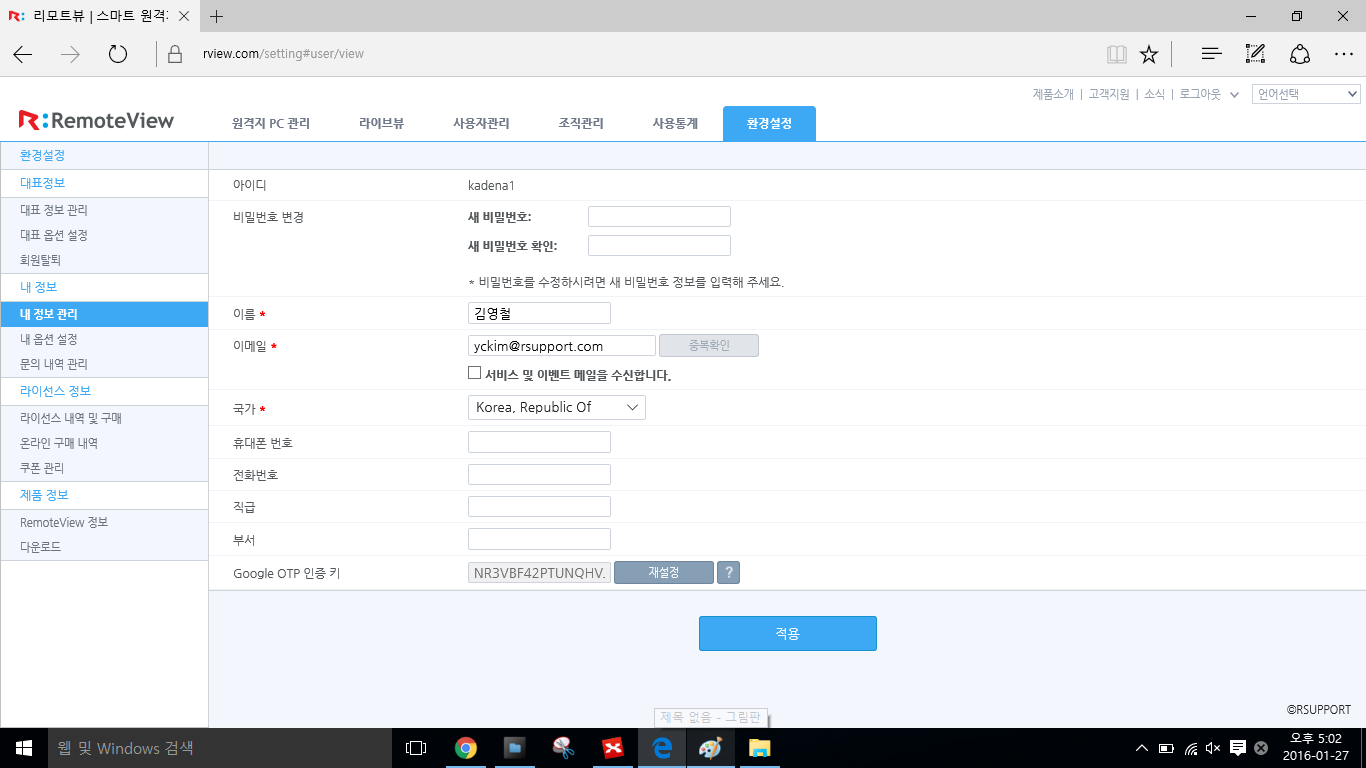 리모트뷰 | 스마트 원격
rview.com/setting#user/view
제품소개 | 고객지원 | 소식 | 로그아웃
언어선택
RemoteView
원격지 PC 관리
라이브뷰
사용자관리
조직관리
사용통계
환경설정
환경설정
대표정보
대표 정보 관리
대표 옵션 설정
회원탈퇴
내 정보
내 정보 관리
내 옵션 설정
문의 내역 관리
라이선스 정보
라이선스 내역 및 구매
온라인 구매 내역
쿠폰 관리
제품 정보
RemoteView 정보
다운로드
아이디
kadena1
비밀번호 변경
새 비밀번호:
새 비밀번호 확인:
* 비밀번호를 수정하시려면 새 비밀번호 정보를 입력해 주세요.
이름 *
김영철
이메일 *
yckim@rsupport.com
중복확인
서비스 및 이벤트 메일을 수신합니다.
국가 *
Korea, Republic Of
휴대폰 번호
전화번호
직급
부서
Google OTP 인증 키
NR3VBF42PTUNQHV.
재설정
?
적용
©RSUPPORT
제목 없음 - 그림판
웹 및 Windows 검색
오후 5:02
2016-01-27